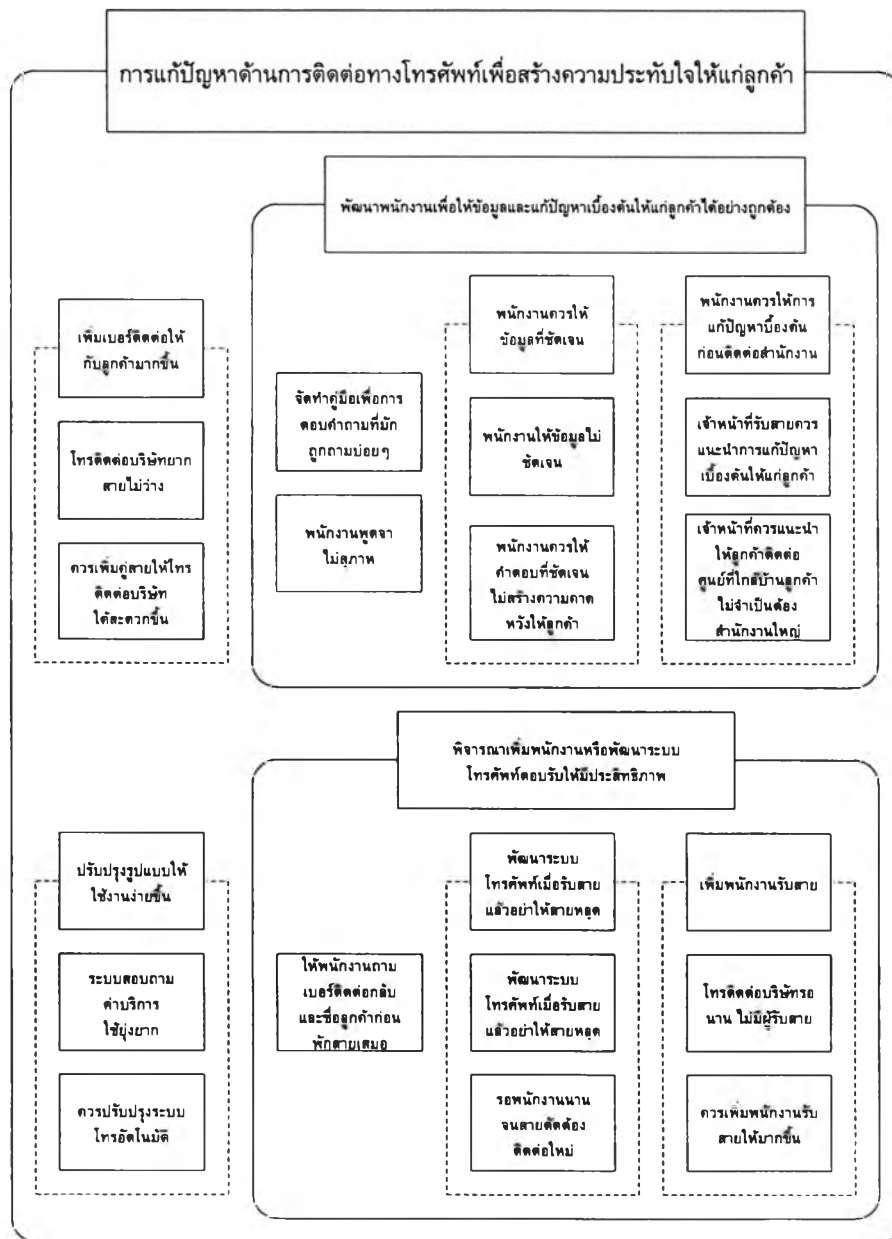 การแก้ปัญหาด้านการติดต่อทางโทรศัพท์เพื่อสร้างความประทับใจให้แก่ลูกค้า
พัฒนาพนักงานเพื่อให้ข้อมูลและแก้ปัญหาเบื้องต้นให้แก่ลูกค้าได้อย่างถูกต้อง
เพิ่มเบอร์ติดต่อให้
กับลูกค้ามากขึ้น
โทรติดต่อบริษัทยาก
สายไม่ว่าง
ควรเพิ่มคู่สายให้โทร
ติดต่อบริษัท
ได้สะดวกขึ้น
จัดทำคู่มือเพื่อการ
ตอบคำถามที่มัก
ถูกถามบ่อยๆ
พนักงานพูดจา
ไม่สุภาพ
พนักงานควรให้
ข้อมูลที่ชัดเจน
พนักงานให้ข้อมูลไม่
ชัดเจน
พนักงานควรให้
คำตอบที่ชัดเจน
ไม่สร้างความคาด
หวังให้ลูกค้า
พนักงานควรให้การ
แก้ปัญหาบื้องต้น
ก่อนติดต่อสำนักงาน
เจ้าหน้าที่รับสายควร
แนะนำการแก้ปัญหา
เบื้องต้นให้แก่ลูกค้า
เจ้าหน้าที่ควรแนะนำ
ให้ลูกค้าติดต่อ
ศูนย์ที่ใกล้บ้านลูกค้า
ไม่จำเป็นต้อง
สำนักงานใหญ่
พิจารณาเพิ่มพนักงานหรือพัฒนาระบบ
โทรศัพท์ตอบรับให้มีประสิทธิภาพ
ปรับปรุงรูปแบบให้
ใช้งานง่ายขึ้น
ระบบสอบถาม
ค่าบริการ
ใช้ยุ่งยาก
ควรปรับปรุงระบบ
โทรอัตโนมัติ
ให้พนักงานถาม
เบอร์ติดต่อกลับ
และชื่อลูกค้าก่อน
พักสายเสมอ
พัฒนาระบบ
โทรศัพท์เมื่อรับสาย
แล้วอย่าให้สายหลุด
พัฒนาระบบ
โทรศัพท์เมื่อรับสาย
แล้วอย่าให้สายหลุด
รอพนักงานนาน
จนสายตัดต้อง
ติดต่อใหม่
เพิ่มพนักงานรับสาย
โทรติดต่อบริษัทรอ
นาน ไม่มีผู้รับสาย
ควรเพิ่มพนักงานรับ
สายให้มากขึ้น